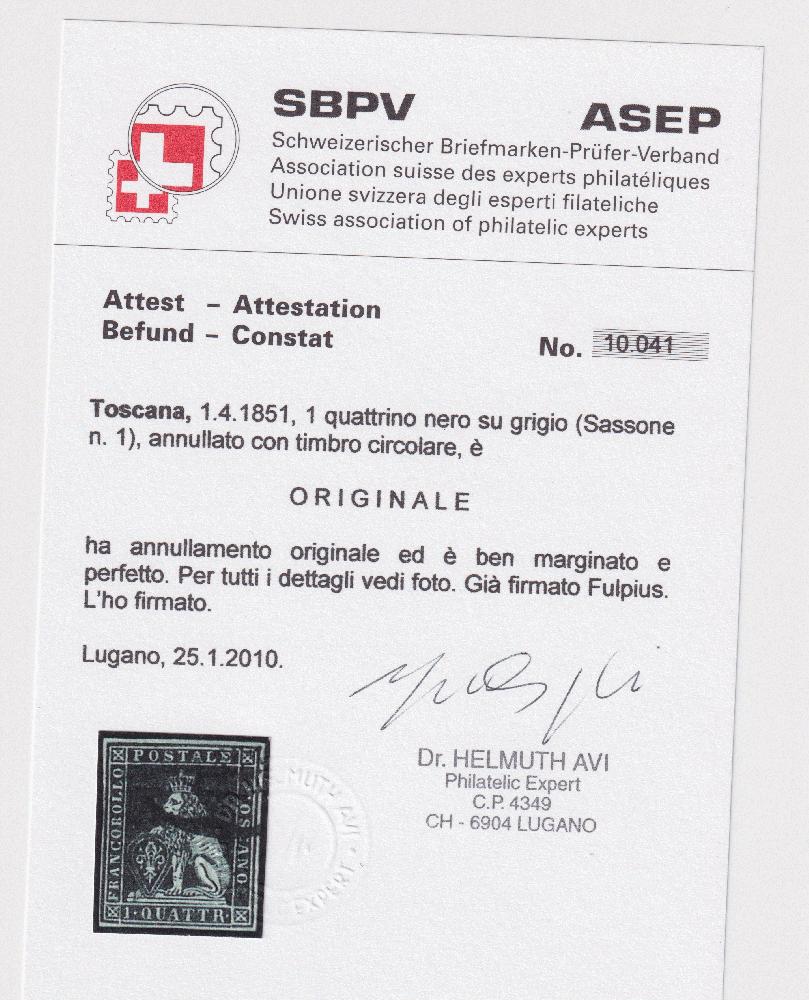 SBPV ASEP
Schweizerischer Briefmarken-Prüfer-Verband
Association suisse des experts philatéliques
Unione svizzera degli esperti filateliche
Swiss association of philatelic experts
Attest – Attestation
Befund – Constat
No. 10.041
Toscana, 1.4.1851, 1 quattrino nero su grigio (Sassone
n. 1), annullato con timbro circolare, è
ORIGINALE
ha annullamento originale ed è ben marginato e
perfetto. Per tutti i dettagli vedi foto. Già firmato Fulpius.
L'ho firmato.
Lugano, 25.1.2010.
Dr. HELMUTH AVI
Philatelic Expert
C.P. 4349
CH - 6904 LUGANO
POSTALE
FRANCOBOLLO
TOSCANO
1·QUATTR·
HELMUTH AVI
EXPERT